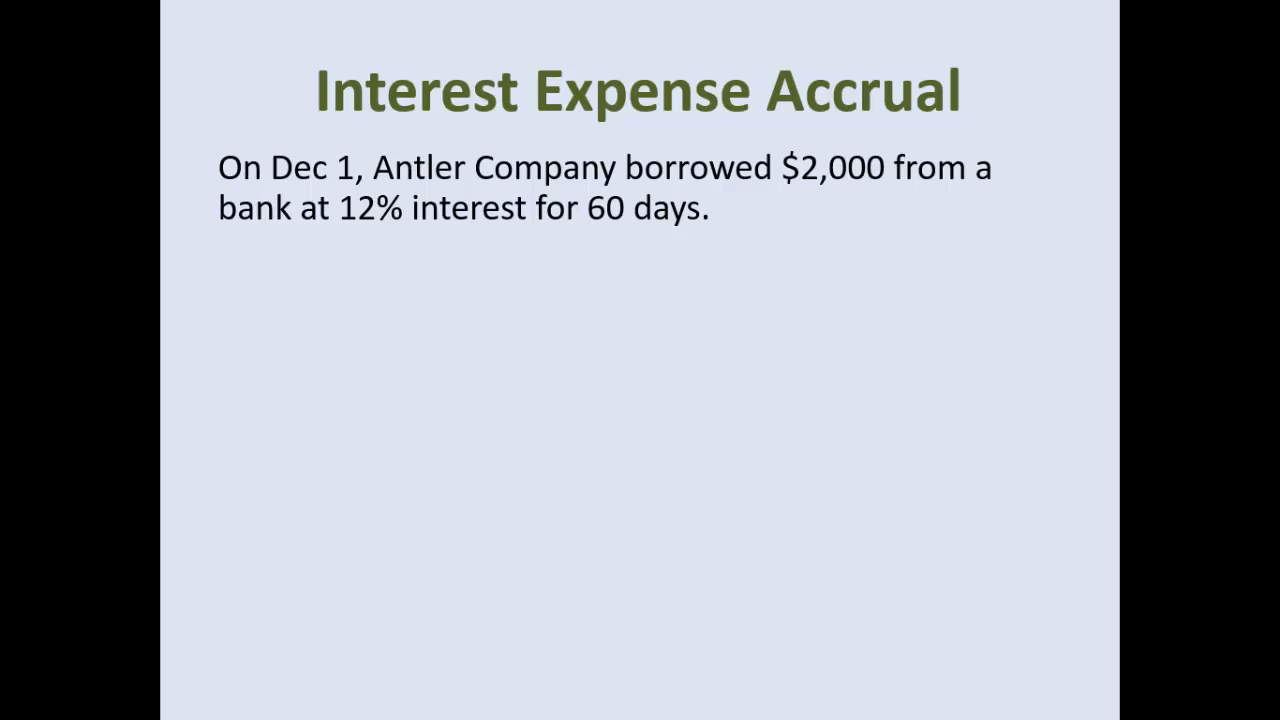 Interest Expense Accrual
On Dec 1, Antler Company borrowed $2,000 from a
bank at 12% interest for 60 days.